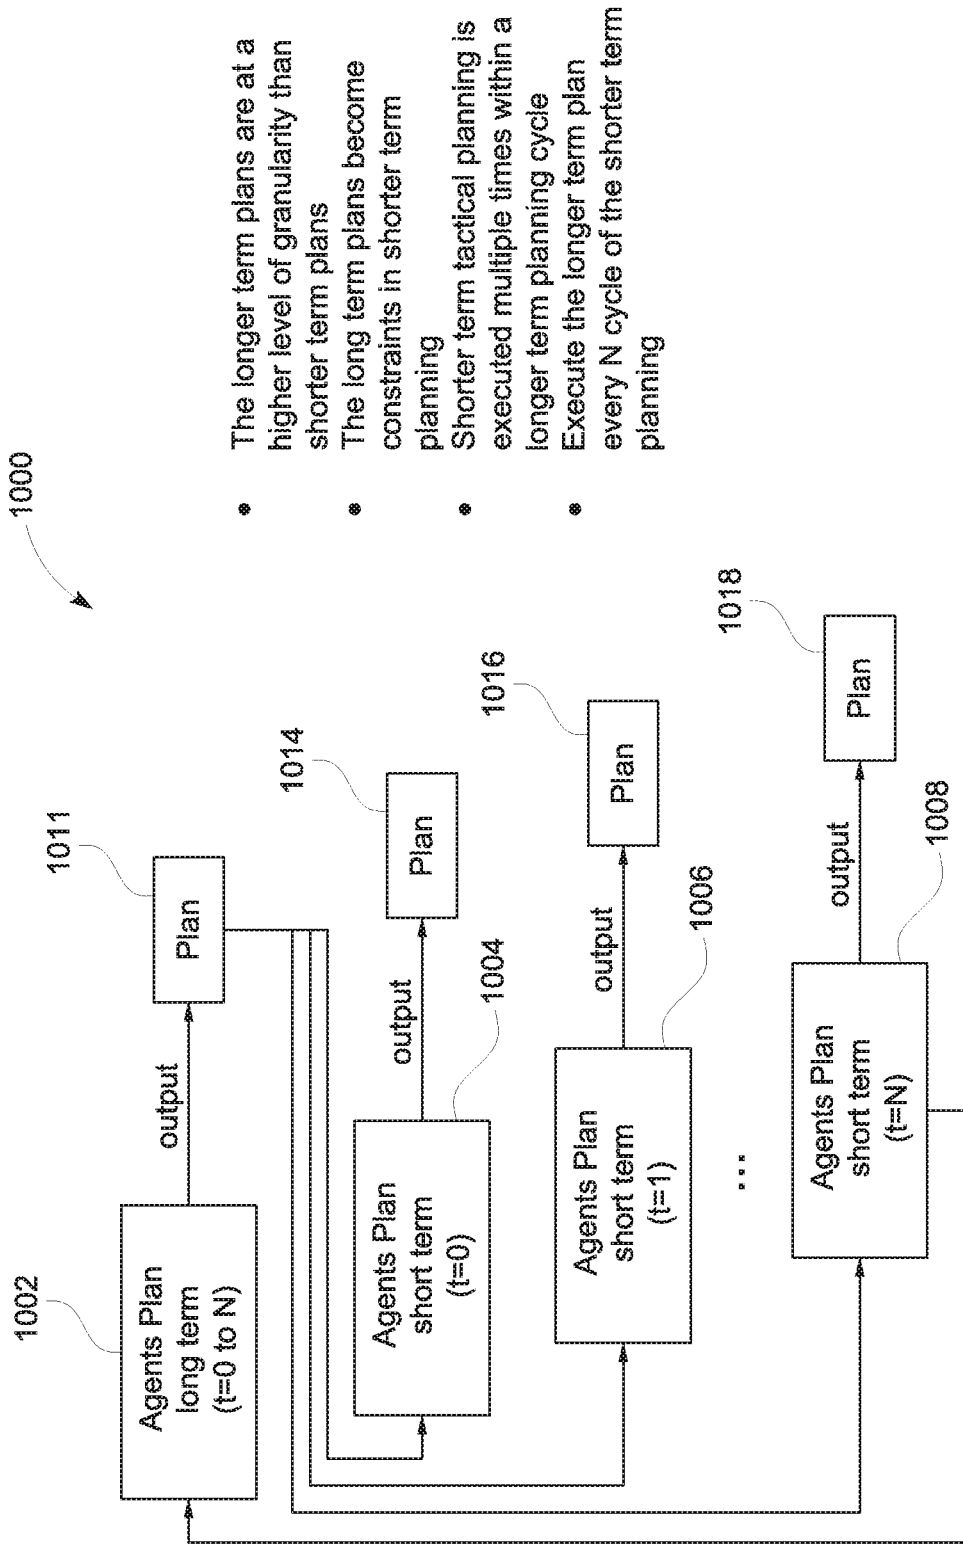 1000
1002
Agents Plan
long term
(t=0 to N)
output
1011
Plan
Agents Plan
short term
(t=0)
1004
output
1014
Plan
Agents Plan
short term
(t=1)
1006
output
1016
Plan
...
Agents Plan
short term
(t=N)
1008
output
1018
Plan
• The longer term plans are at a
higher level of granularity than
shorter term plans
• The long term plans become
constraints in shorter term
planning
• Shorter term tactical planning is
executed multiple times within a
longer term planning cycle
• Execute the longer term plan
every N cycle of the shorter term
planning